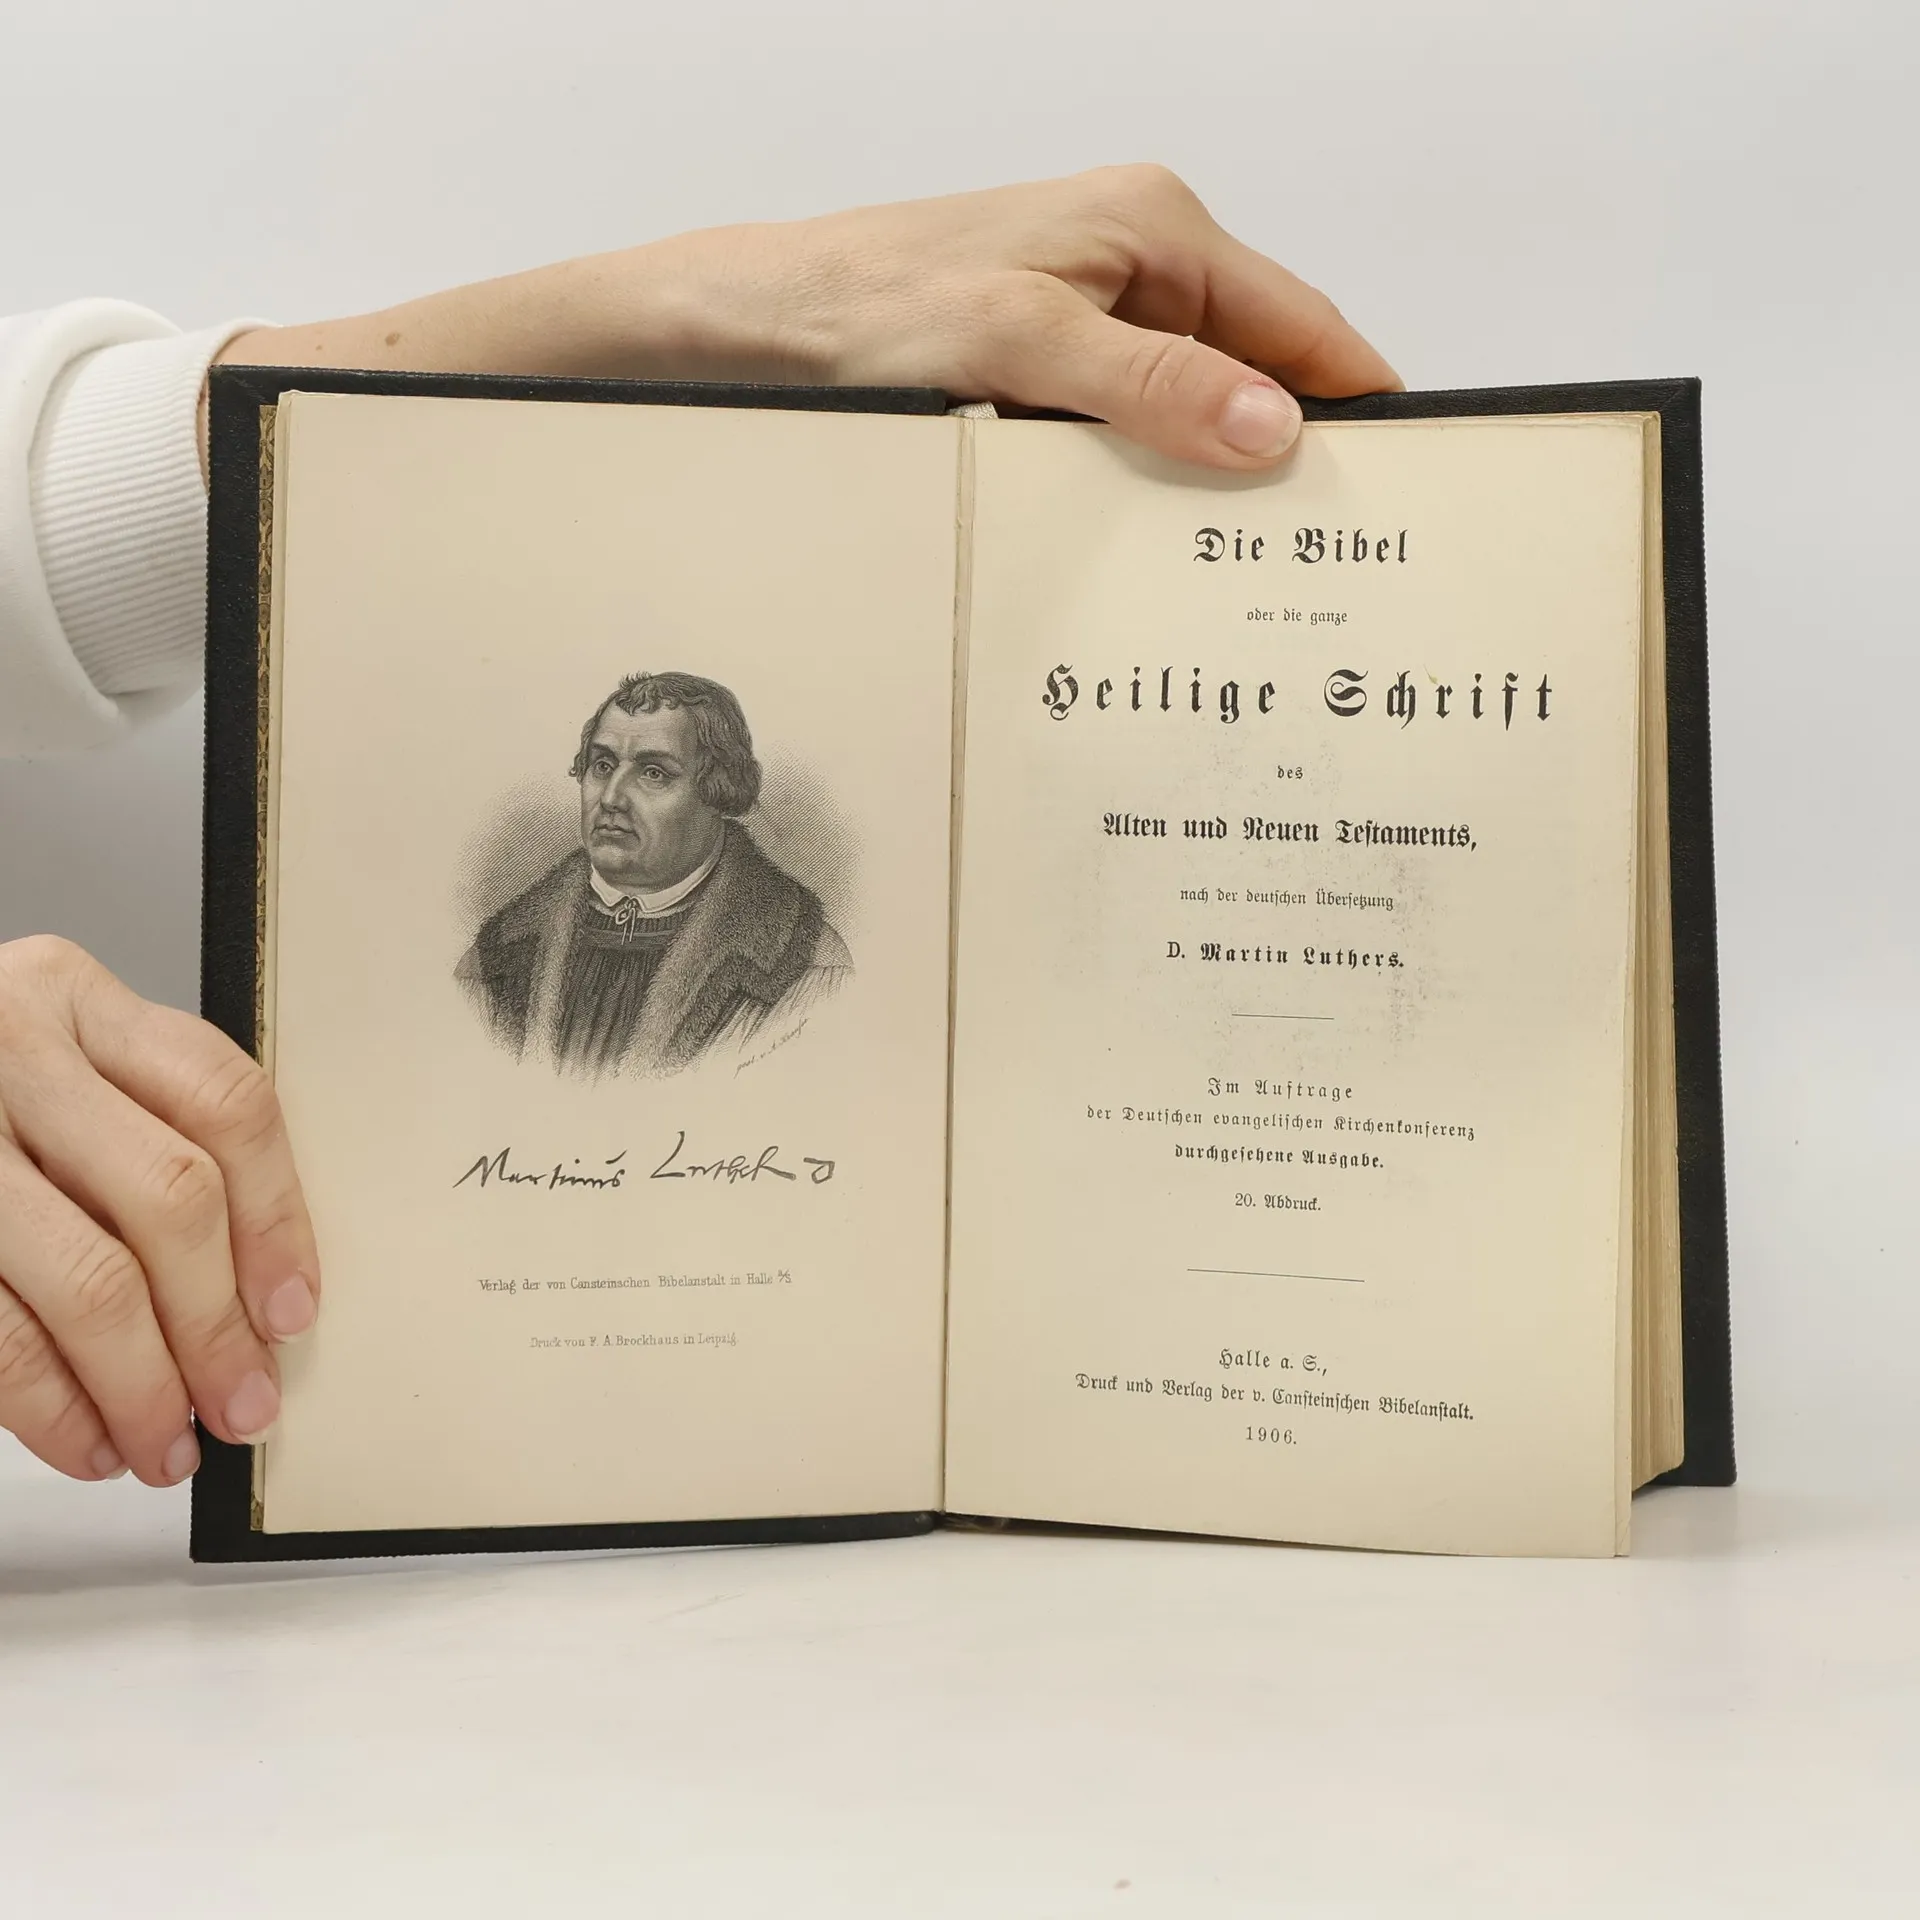 Martinus Luther D
Verlag der von Cansteinschen Bibelanstalt in Halle a/S.
Druck von F. A. Brockhaus in Leipzig.
Die Bibel
oder die ganze
Heilige Schrift
des
Alten und Neuen Testaments,
nach der deutschen Übersetzung
D. Martin Luthers.
Im Auftrage
der Deutschen evangelischen Kirchenkonferenz
durchgesehene Ausgabe.
20. Abdruck.
Halle a. S.,
Druck und Verlag der v. Cansteinschen Bibelanstalt.
1906.